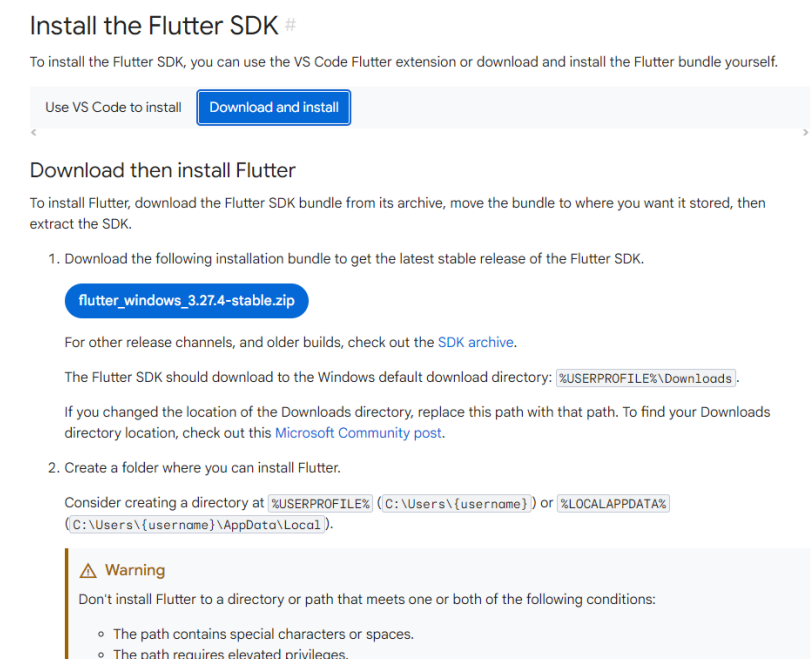 Install the Flutter SDK #
To install the Flutter SDK, you can use the VS Code Flutter extension or download and install the Flutter bundle yourself.
Use VS Code to install
Download and install
Download then install Flutter
To install Flutter, download the Flutter SDK bundle from its archive, move the bundle to where you want it stored, then
extract the SDK.
1. Download the following installation bundle to get the latest stable release of the Flutter SDK.
flutter_windows_3.27.4-stable.zip
For other release channels, and older builds, check out the SDK archive.
The Flutter SDK should download to the Windows default download directory: %USERPROFILE%\Downloads.
If you changed the location of the Downloads directory, replace this path with that path. To find your Downloads
directory location, check out this Microsoft Community post.
2. Create a folder where you can install Flutter.
Consider creating a directory at %USERPROFILE% (C:\Users\{username}) or %LOCALAPPDATA%
(C:\Users\{username}\AppData\Local).
Warning
Don't install Flutter to a directory or path that meets one or both of the following conditions:
The path contains special characters or spaces.
The path requires elevated privileges.